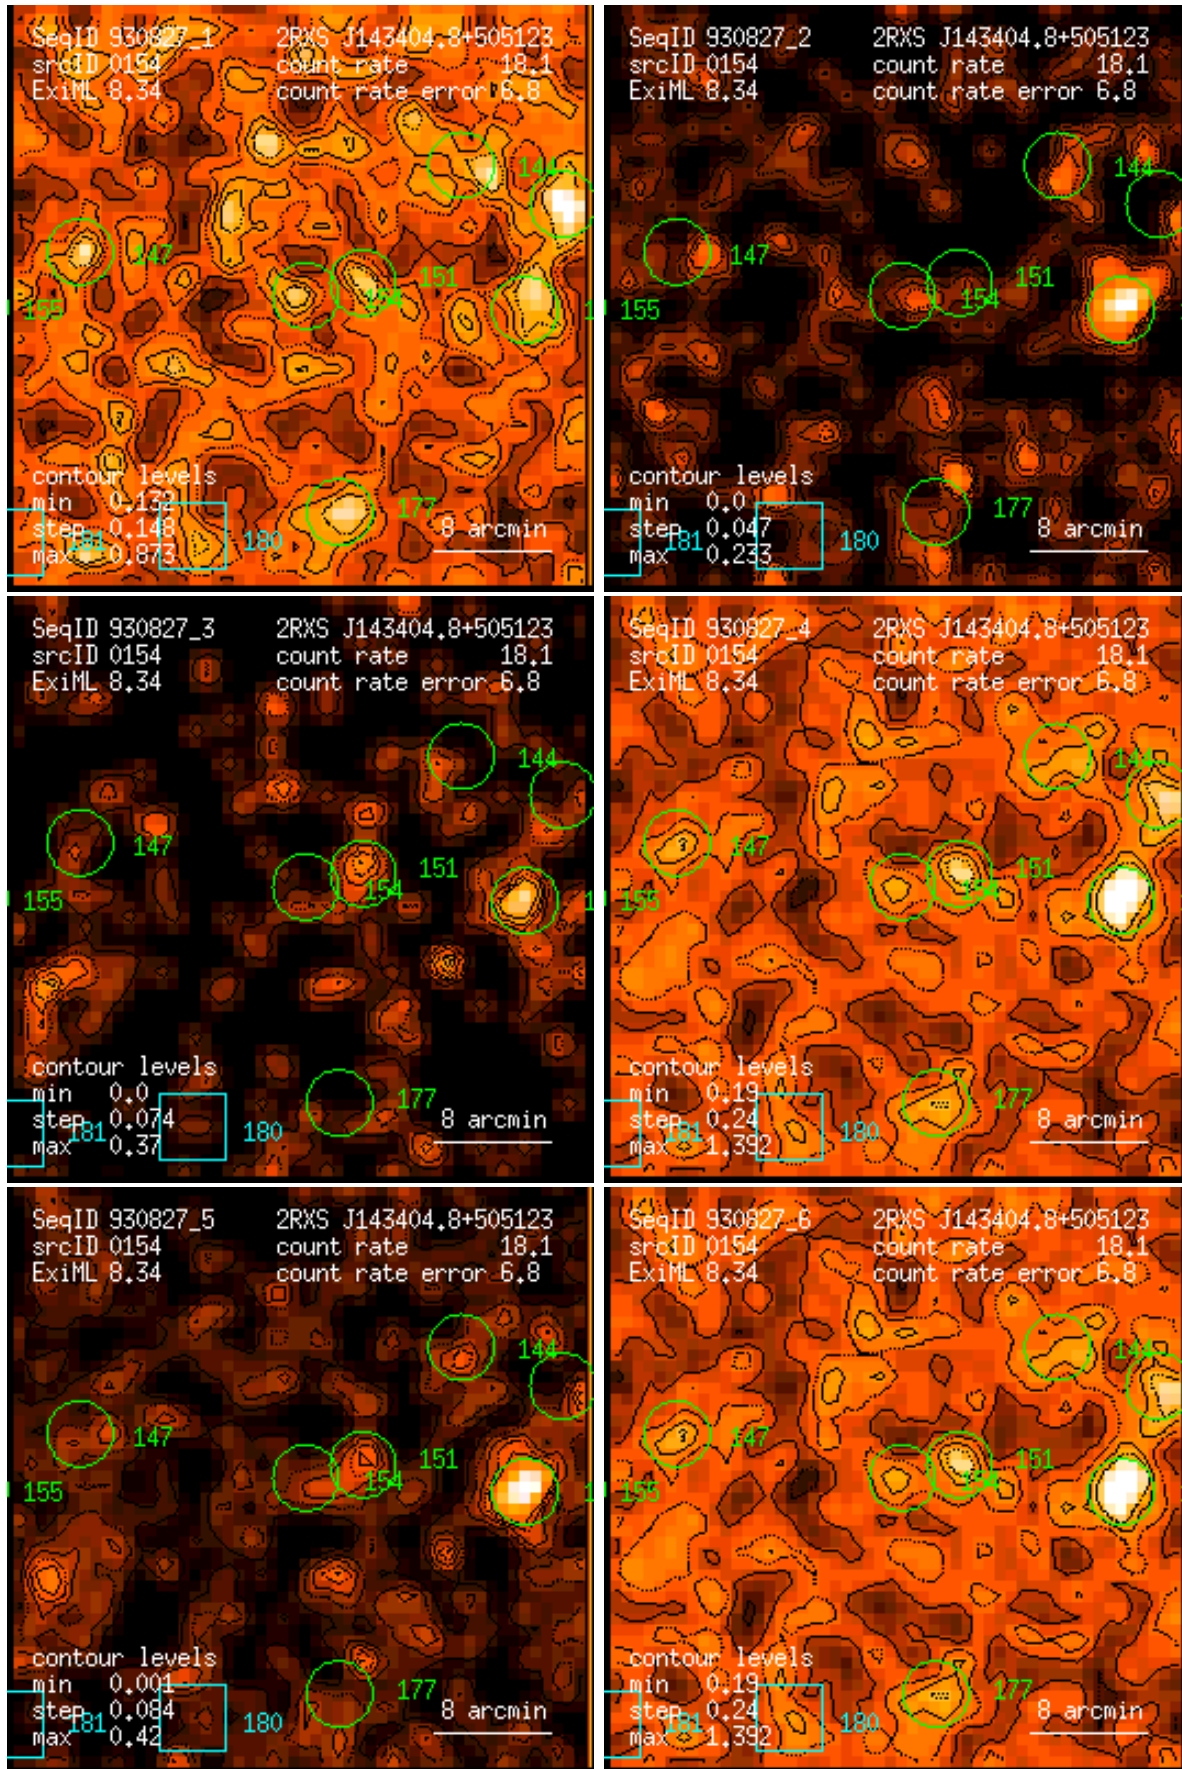 SeqID 930827_1 2RXS J143404.8+505123
srcID 0154 count rate 18.1
ExiML 8.34 count rate error 6.8
144
147
151
154
155 1
contour levels
min 0.132
step 0.148 177
max 0.673 181 180 8 arcmin
SeqID 930827_2 2RXS J143404.8+505123
srcID 0154 count rate 18.1
ExiML 8.34 count rate error 6.8
144
147
151
154
155
contour levels
min 0.0
step 0.047 177
max 0.233 181 180 8 arcmin
SeqID 930827_3 2RXS J143404.8+505123
srcID 0154 count rate 18.1
ExiML 8.34 count rate error 6.8
144
147
151
154
155 1
contour levels
min 0.0
step 0.074 177
max 0.37 181 180 8 arcmin
SeqID 930827_4 2RXS J143404.8+505123
srcID 0154 count rate 18.1
ExiML 8.34 count rate error 6.8
144
147
151
154
155
contour levels
min 0.19
step 0.24 177
max 1.392 181 180 8 arcmin
SeqID 930827_5 2RXS J143404.8+505123
srcID 0154 count rate 18.1
ExiML 8.34 count rate error 6.8
144
147
151
154
155 1
contour levels
min 0.001
step 0.084 177
max 0.42 181 180 8 arcmin
SeqID 930827_6 2RXS J143404.8+505123
srcID 0154 count rate 18.1
ExiML 8.34 count rate error 6.8
144
147
151
154
155
contour levels
min 0.19
step 0.24 177
max 1.392 181 180 8 arcmin